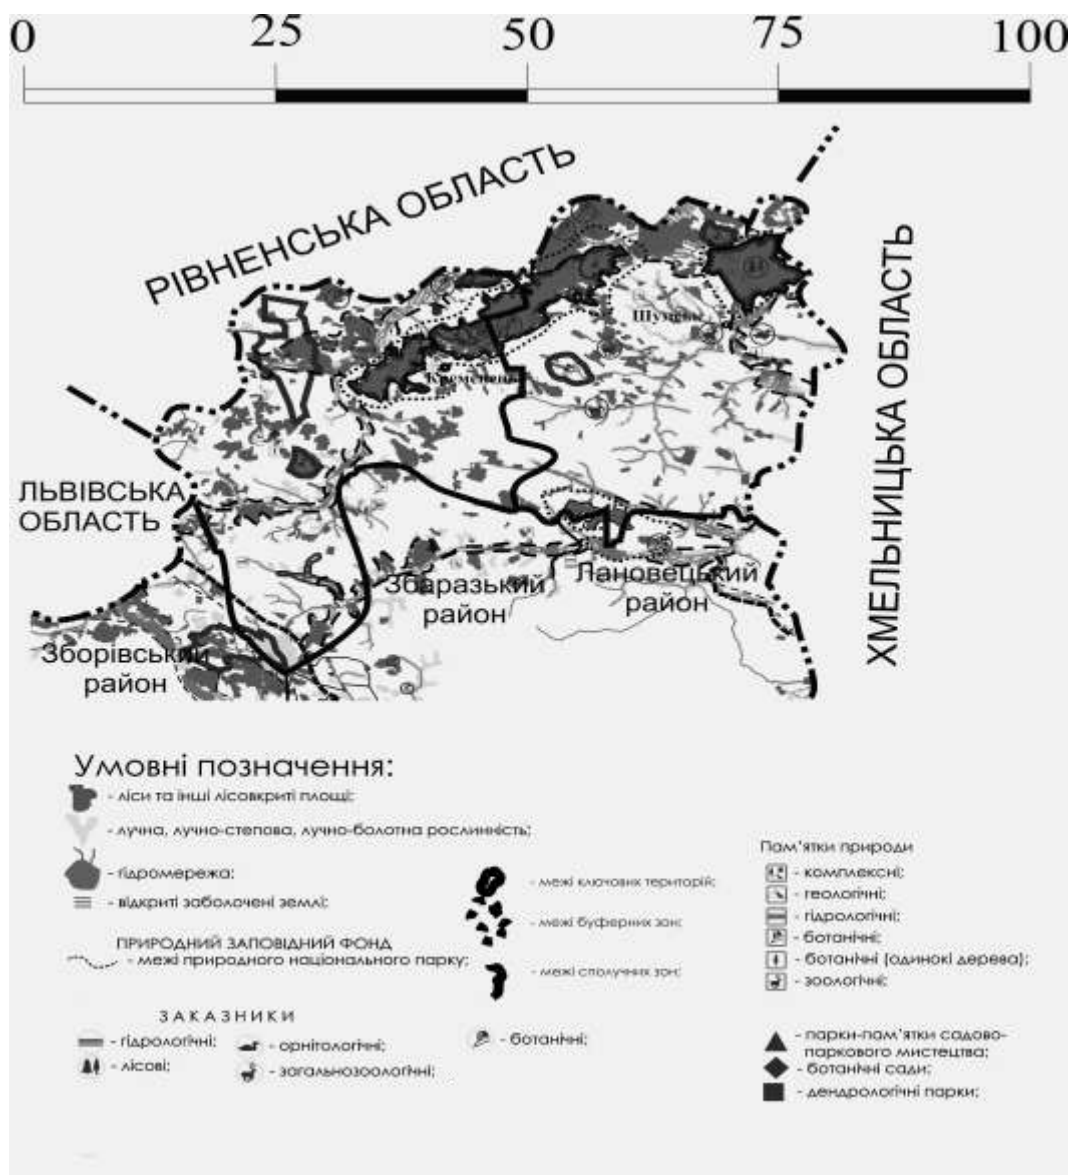 0 25 50 75 100
РІВНЕНСЬКА ОБЛАСТЬ
ХМЕЛЬНИЦЬКА ОБЛАСТЬ
Шумськ
Кременець
ЛЬВІВСЬКА
ОБЛАСТЬ
Збаразький
район
Лановецький
район
Зборівський
район
Умовні позначення:
- ліси та інші лісовкриті площі;
- лучна, лучно-степова, лучно-болотна рослинність;
- гідромережа;
- відкриті заболочені землі;
ПРИРОДНИЙ ЗАПОВІДНИЙ ФОНД
- межі природного національного парку;
- межі ключових територій;
- межі буферних зон;
- межі сполучних зон;
ЗАКАЗНИКИ
- гідрологічні;
- лісові;
- орнітологічні;
- загальнозоологічні;
- ботанічні;
Пам'ятки природи
- комплексні;
- геологічні;
- гідрологічні;
- ботанічні;
- ботанічні (одинокі дерева);
- зоологічні;
- парки-пам'ятки садово-
паркового мистецтва;
- ботанічні сади;
- дендрологічні парки;